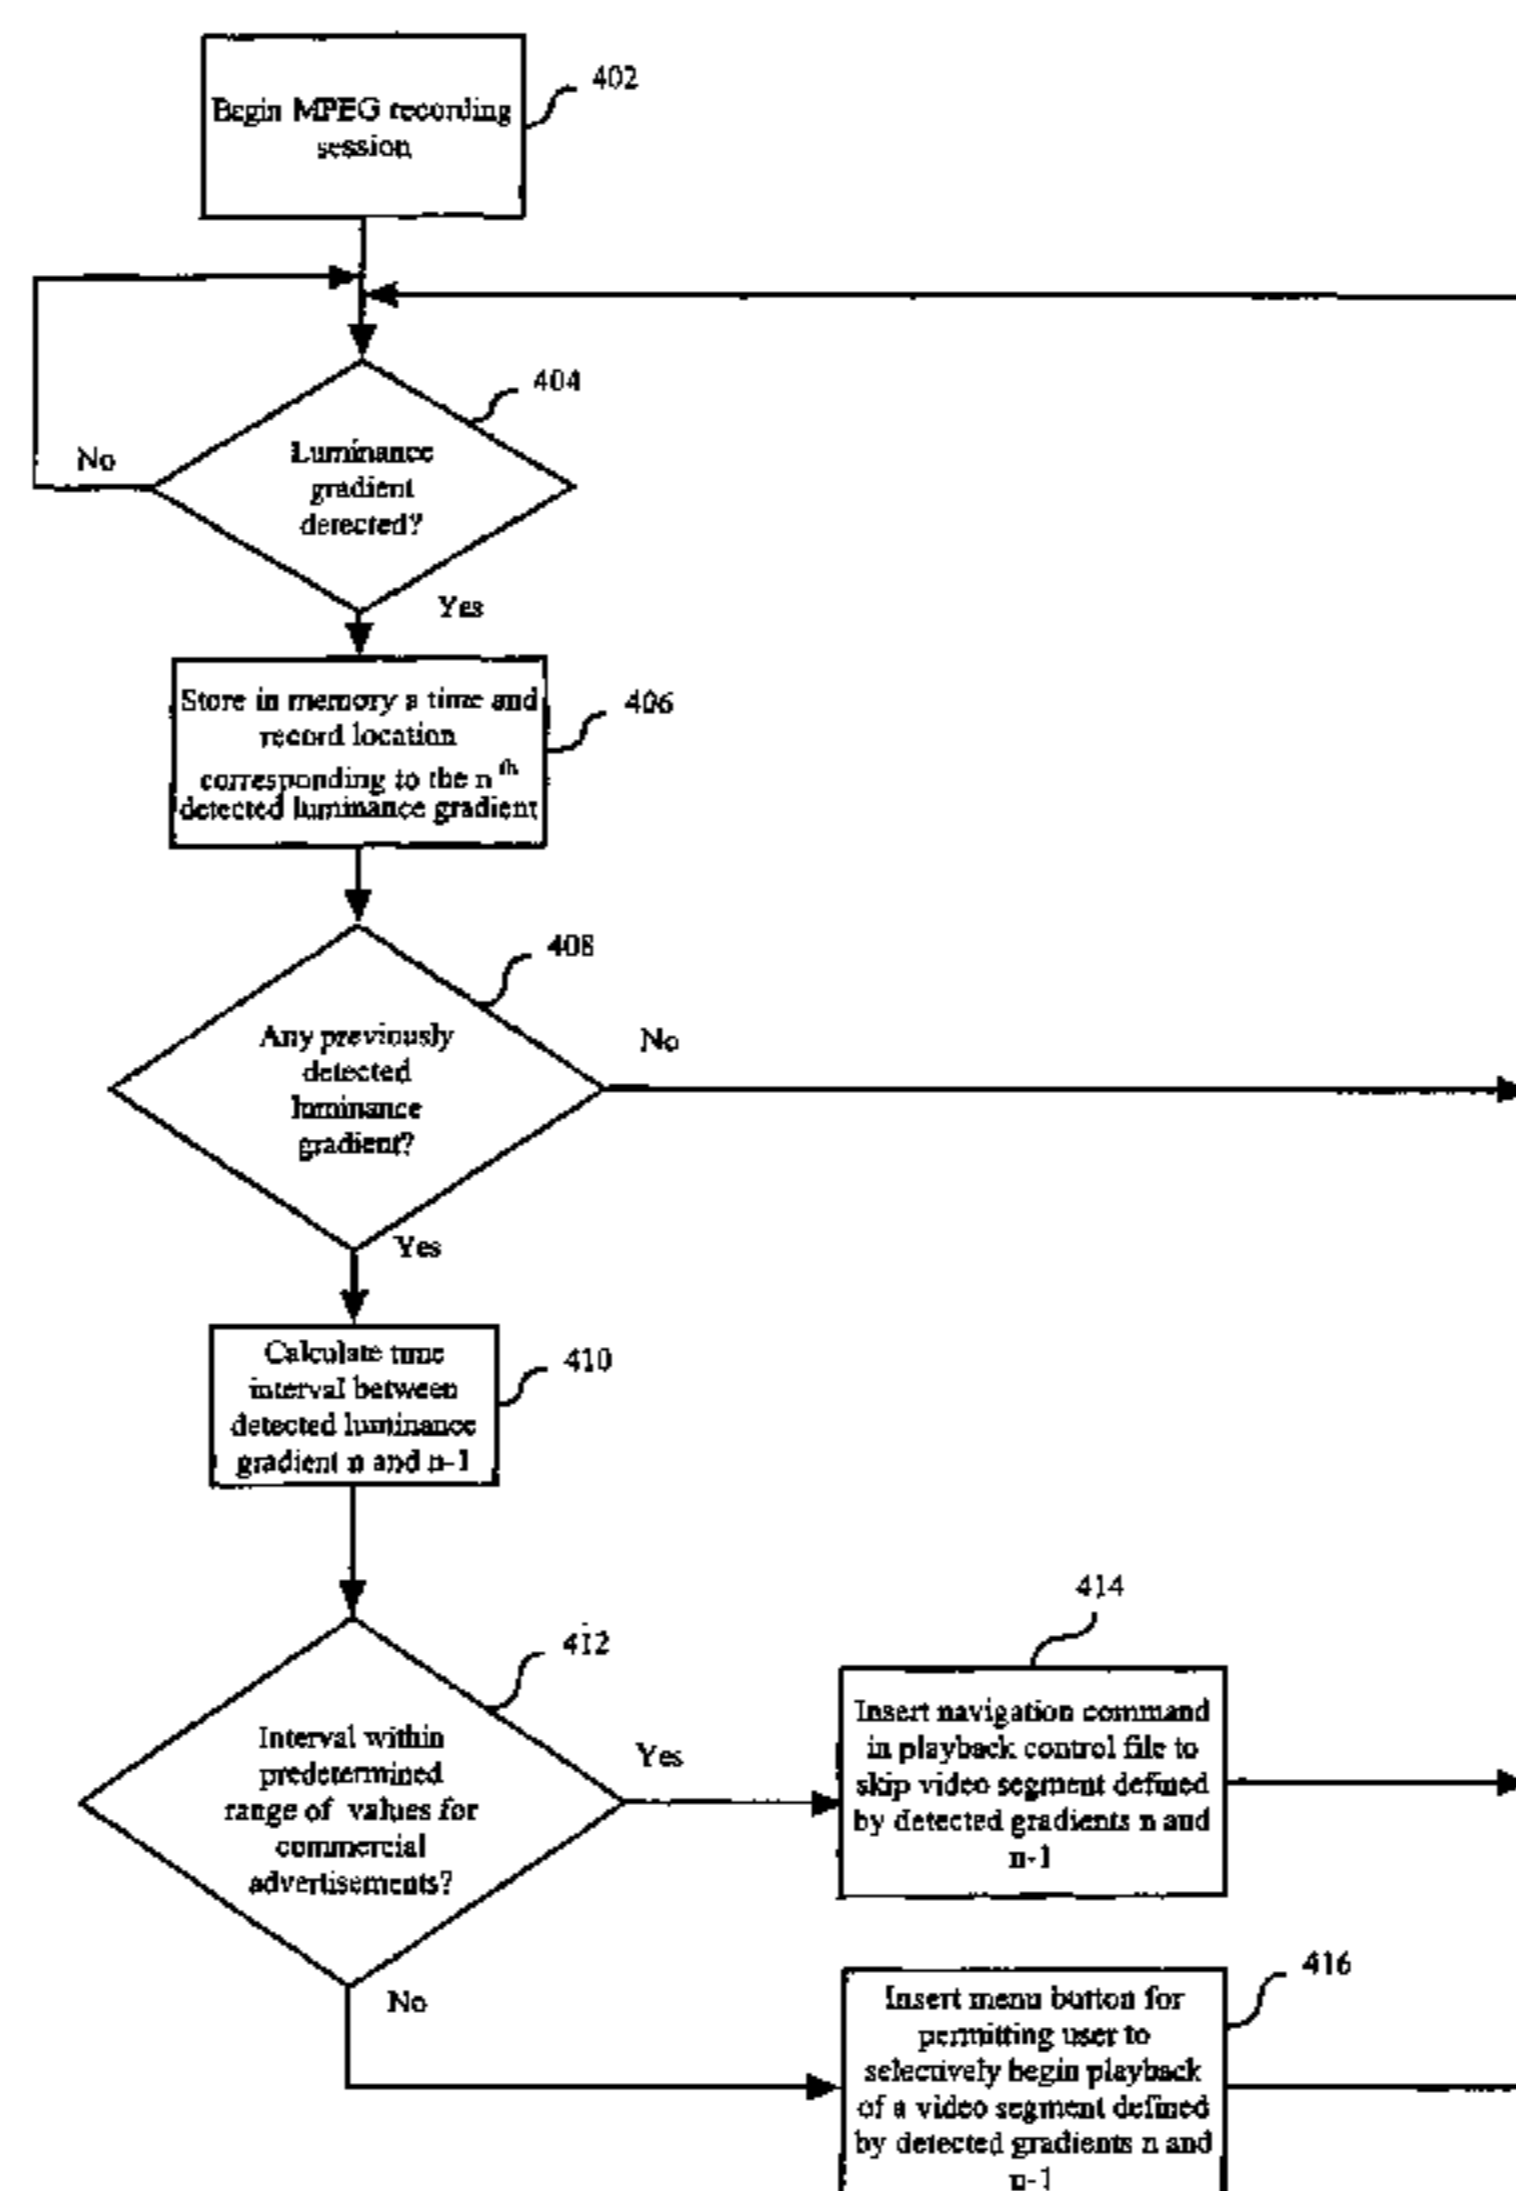 Begin MPEG recording
session
402
404
Luminance
gradient
detected?
No
Yes
Store in memory a time and
record location
corresponding to the n th
detected luminance gradient
406
408
Any previously
detected
luminance
gradient?
No
Yes
Calculate time
interval between
detected luminance
gradient n and n-1
410
412
Interval within
predetermined
range of values for
commercial
advertisements?
Yes
No
414
Insert navigation command
in playback control file to
skip video segment defined
by detected gradients n and
n-1
416
Insert menu button for
permitting user to
selectively begin playback
of a video segment defined
by detected gradients n and
n-1